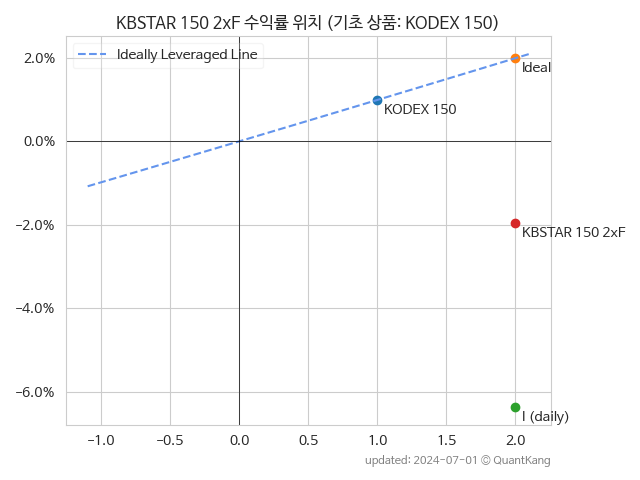 KBSTAR 150 2xF 수익률 위치 (기초 상품: KODEX 150)
Ideally Leveraged Line
2.0%
Ideal
KODEX 150
0.0%
−2.0%
KBSTAR 150 2xF
−4.0%
−6.0%
I (daily)
−1.0 −0.5 0.0 0.5 1.0 1.5 2.0
updated: 2024-07-01 © QuantKang